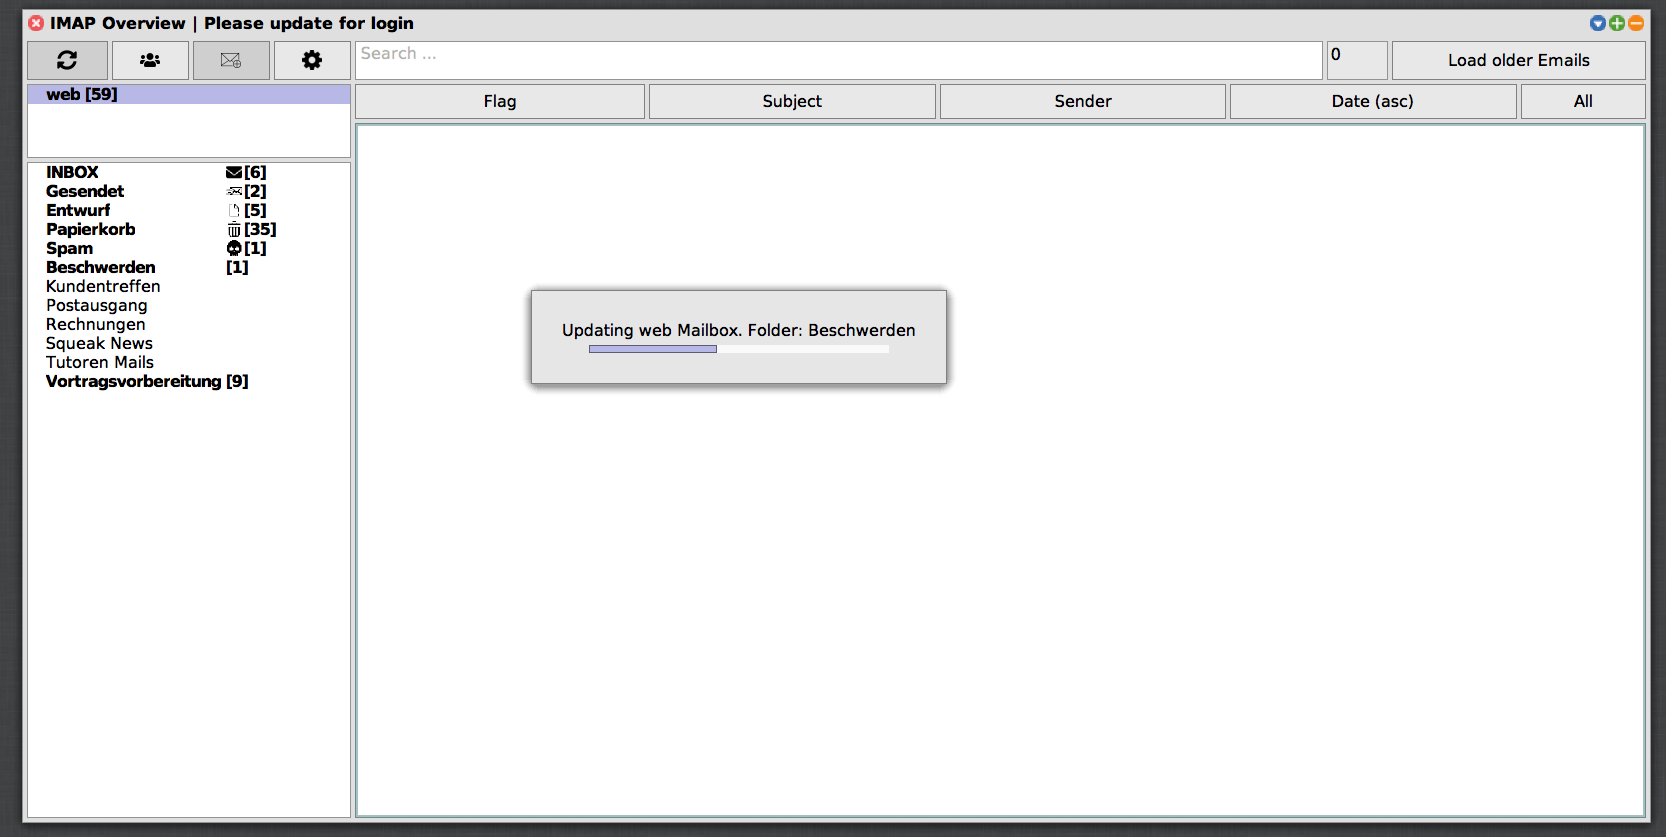 IMAP Overview | Please update for login
Search ...
0
Load older Emails
web [59]
Flag
Subject
Sender
Date (asc)
All
INBOX [6]
Gesendet [2]
Entwurf [5]
Papierkorb [35]
Spam [1]
Beschwerden [1]
Kundentreffen
Postausgang
Rechnungen
Squeak News
Tutoren Mails
Vortragsvorbereitung [9]
Updating web Mailbox. Folder: Beschwerden